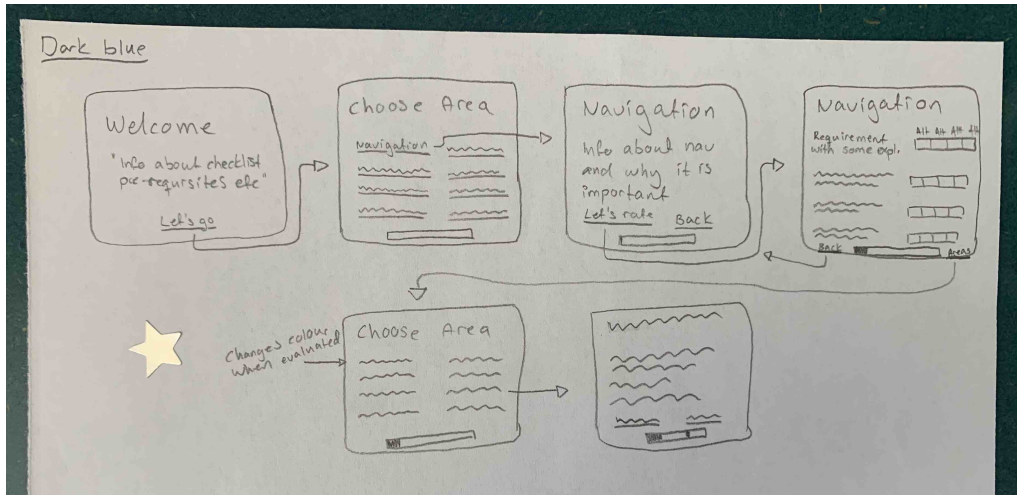 Dark blue
Welcome
"Info about checklist
pre-requisites etc"
Let's go
Choose Area
Navigation
Navigation
Info about nav
and why it is
important
Let's rate Back
Navigation
Alt Alt Alt Alt
Requirement
with some expl.
Back Areas
Changes colour
when evaluated
Choose Area